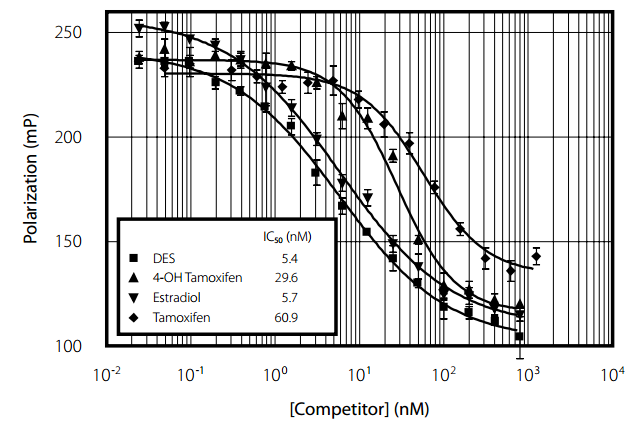 250
200
150
100
Polarization (mP)
IC₅₀ (nM)
DES 5.4
4-OH Tamoxifen 29.6
Estradiol 5.7
Tamoxifen 60.9
10⁻² 10⁻¹ 10⁰ 10¹ 10² 10³ 10⁴
[Competitor] (nM)